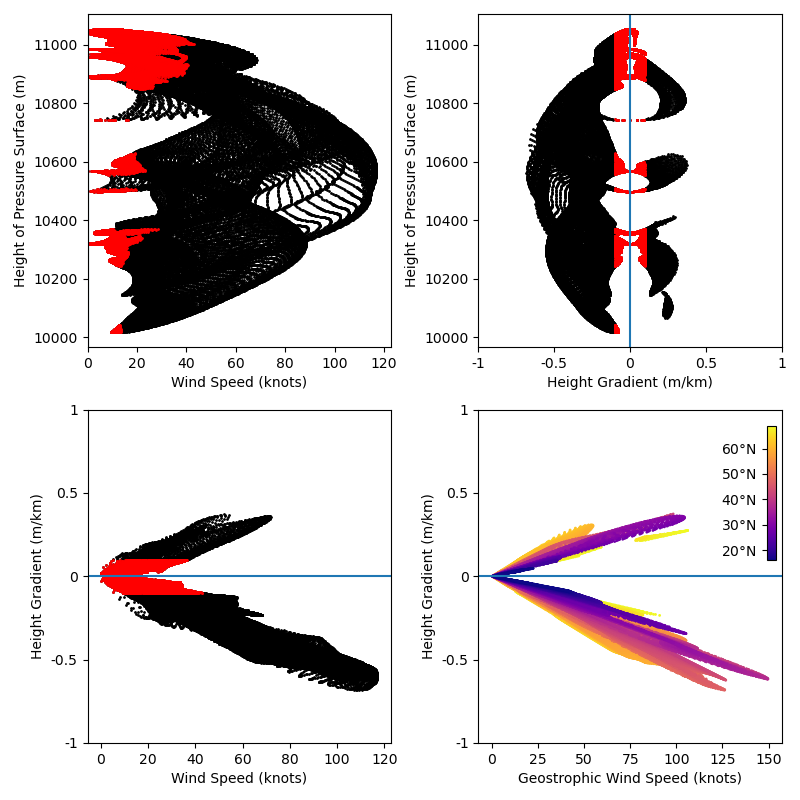 11000
10800
10600
10400
10200
10000
Height of Pressure Surface (m)
0 20 40 60 80 100 120
Wind Speed (knots)
11000
10800
10600
10400
10200
10000
Height of Pressure Surface (m)
-1 -0.5 0 0.5 1
Height Gradient (m/km)
1
0.5
0
-0.5
-1
Height Gradient (m/km)
0 20 40 60 80 100 120
Wind Speed (knots)
1
0.5
0
-0.5
-1
Height Gradient (m/km)
60°N
50°N
40°N
30°N
20°N
0 25 50 75 100 125 150
Geostrophic Wind Speed (knots)